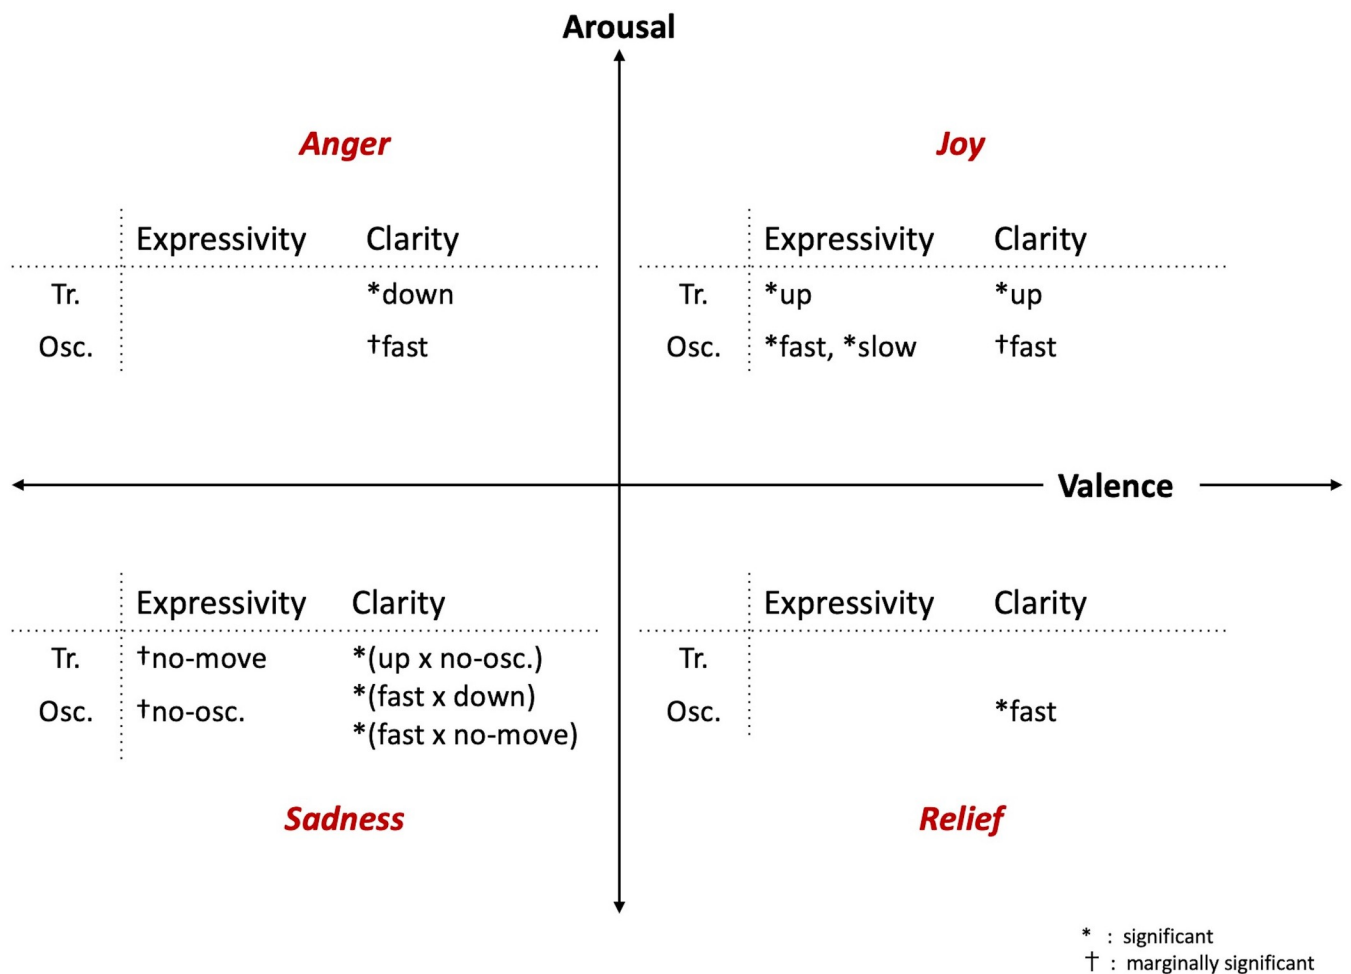 Arousal
Anger
Expressivity Clarity
Tr. *down
Osc. †fast
Joy
Expressivity Clarity
Tr. *up *up
Osc. *fast, *slow †fast
Valence
Expressivity Clarity
Tr. †no-move *(up x no-osc.)
*(fast x down)
Osc. †no-osc.
*(fast x no-move)
Sadness
Expressivity Clarity
Tr.
Osc. *fast
Relief
* : significant
† : marginally significant